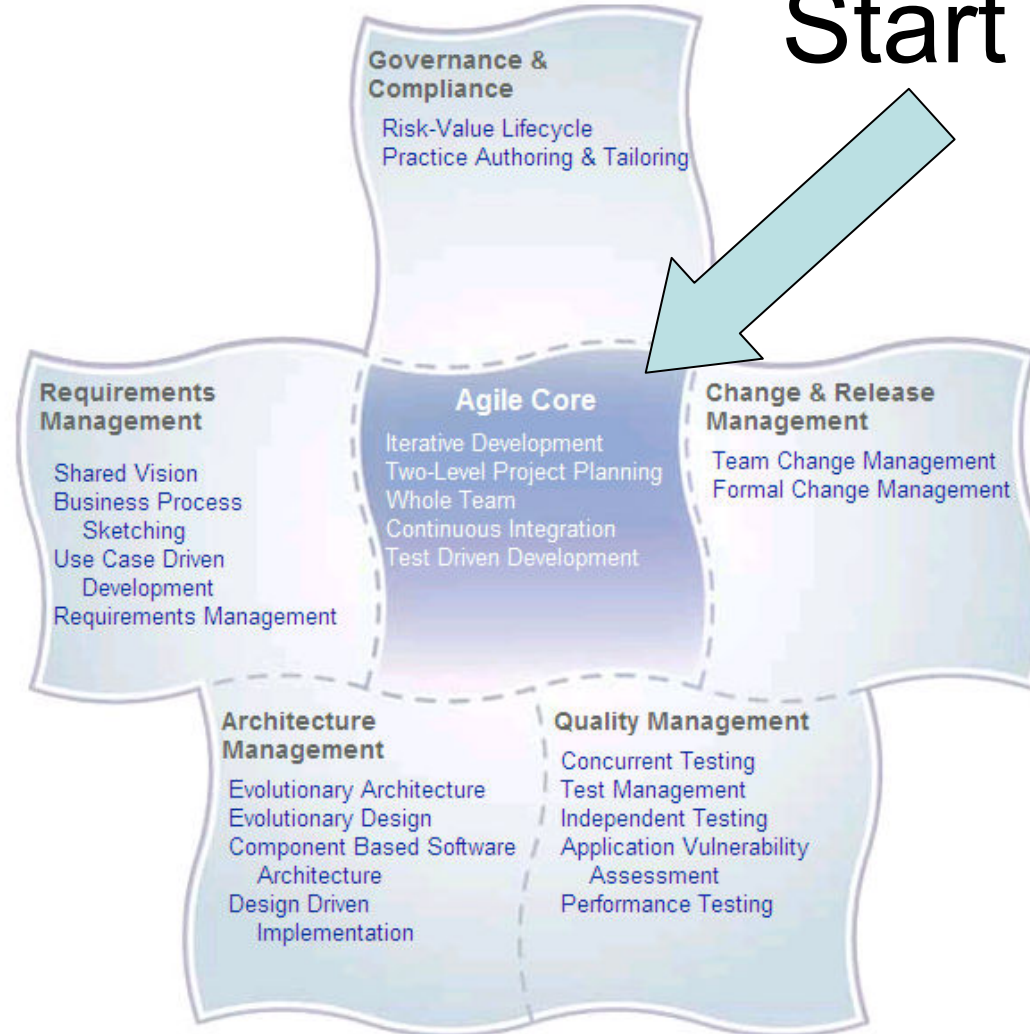 Start
Governance &
Compliance
Risk-Value Lifecycle
Practice Authoring & Tailoring
Requirements
Management
Shared Vision
Business Process
Sketching
Use Case Driven
Development
Requirements Management
Agile Core
Iterative Development
Two-Level Project Planning
Whole Team
Continuous Integration
Test Driven Development
Change & Release
Management
Team Change Management
Formal Change Management
Architecture
Management
Evolutionary Architecture
Evolutionary Design
Component Based Software
Architecture
Design Driven
Implementation
Quality Management
Concurrent Testing
Test Management
Independent Testing
Application Vulnerability
Assessment
Performance Testing